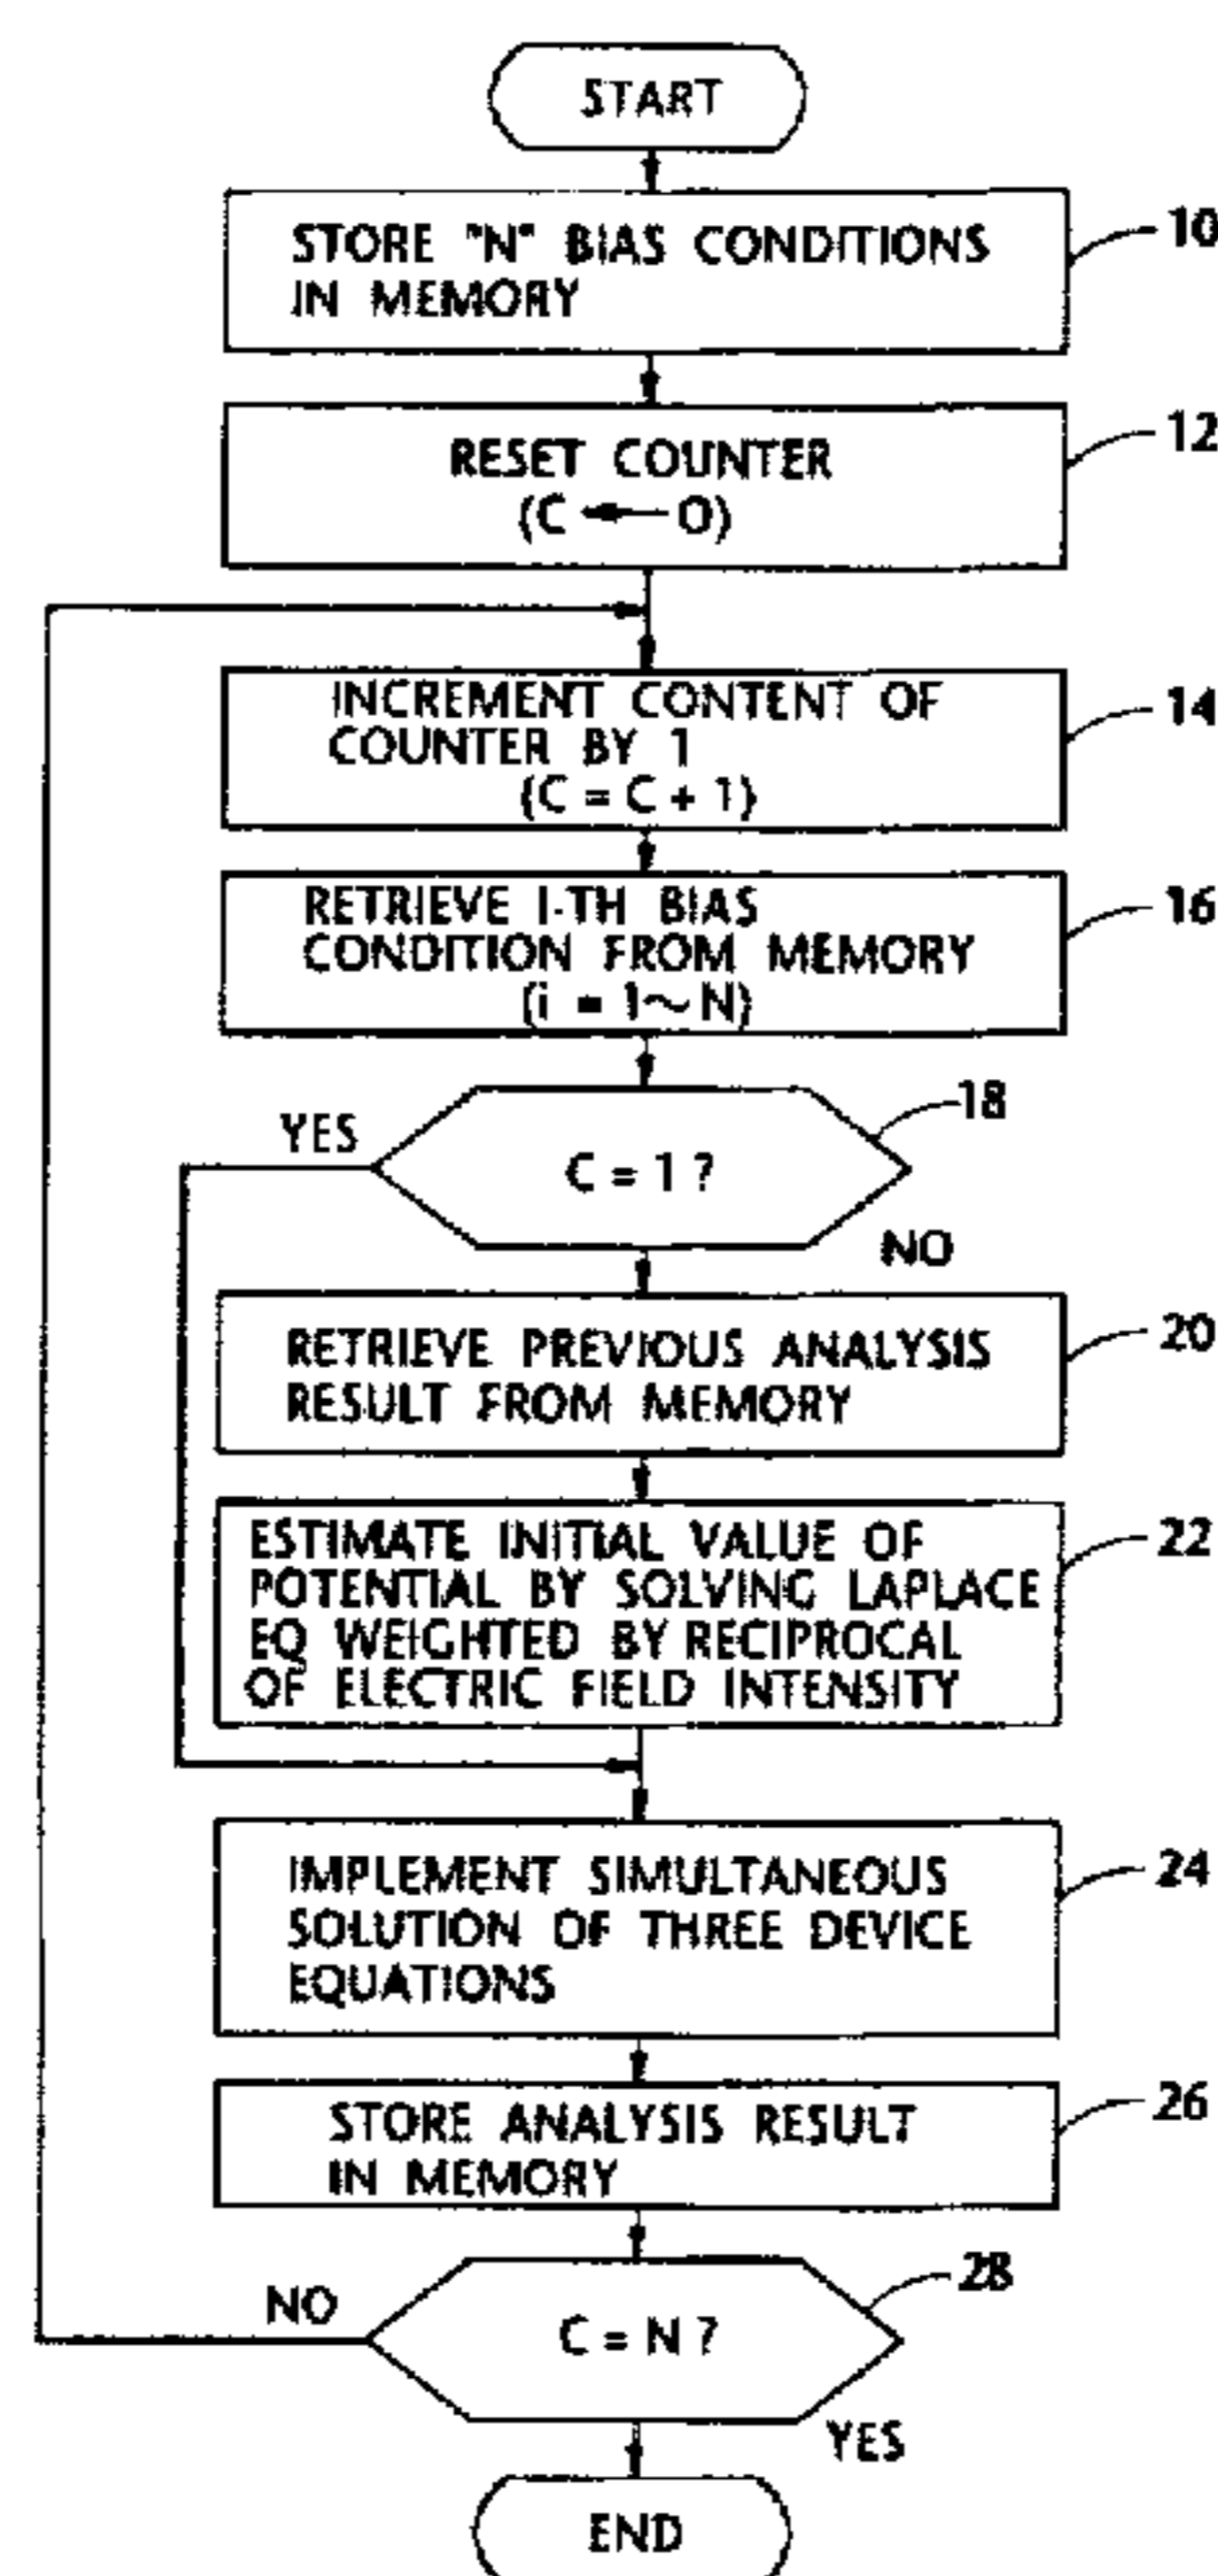 START
STORE "N" BIAS CONDITIONS
IN MEMORY
10
RESET COUNTER
(C ← O)
12
INCREMENT CONTENT OF
COUNTER BY 1
(C = C + 1)
14
RETRIEVE I-TH BIAS
CONDITION FROM MEMORY
(i = 1~N)
16
C = 1 ?
18
YES
NO
RETRIEVE PREVIOUS ANALYSIS
RESULT FROM MEMORY
20
ESTIMATE INITIAL VALUE OF
POTENTIAL BY SOLVING LAPLACE
EQ WEIGHTED BY RECIPROCAL
OF ELECTRIC FIELD INTENSITY
22
IMPLEMENT SIMULTANEOUS
SOLUTION OF THREE DEVICE
EQUATIONS
24
STORE ANALYSIS RESULT
IN MEMORY
26
C = N ?
28
NO
YES
END